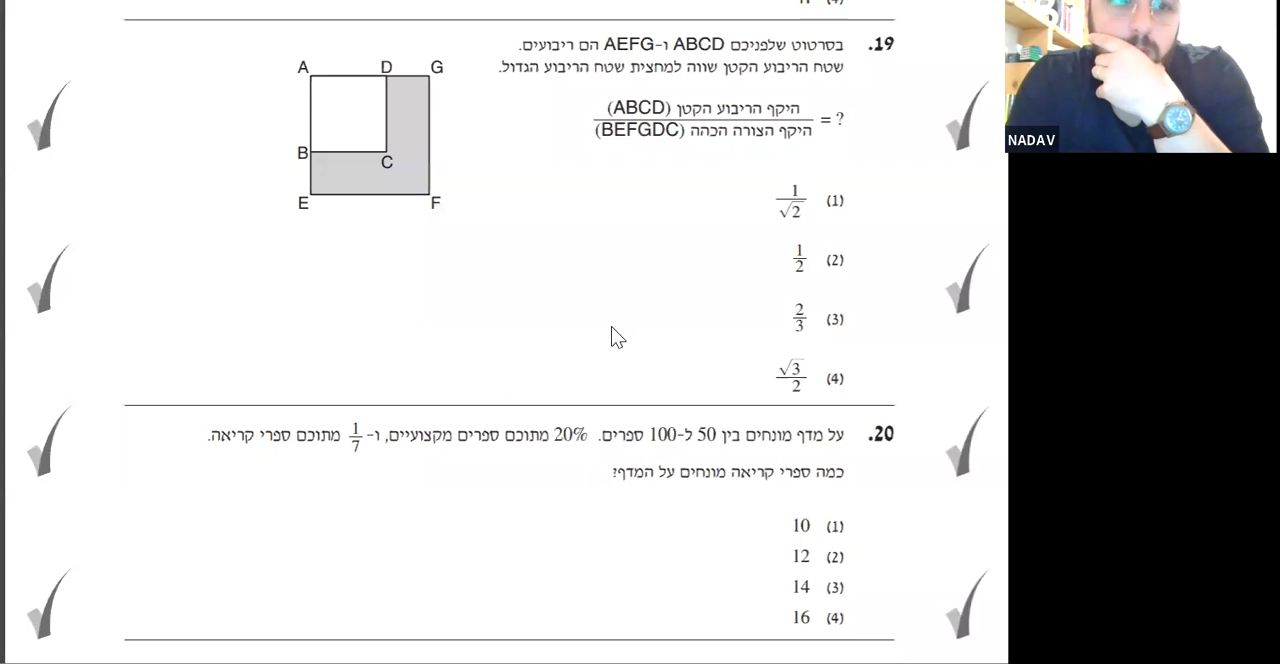 19. בסרטוט שלפניכם ABCD ו-AEFG הם ריבועים.
שטח הריבוע הקטן שווה למחצית שטח הריבוע הגדול.
היקף הריבוע הקטן (ABCD)
היקף הצורה הכהה (BEFGDC)
= ?
A D G
B C
E F
(1) 1/√2
(2) 1/2
(3) 2/3
(4) √3/2
20. על מדף מונחים בין 50 ל-100 ספרים. 20% מתוכם ספרים מקצועיים, ו-1/7 מתוכם ספרי קריאה.
כמה ספרי קריאה מונחים על המדף?
(1) 10
(2) 12
(3) 14
(4) 16
NADAV